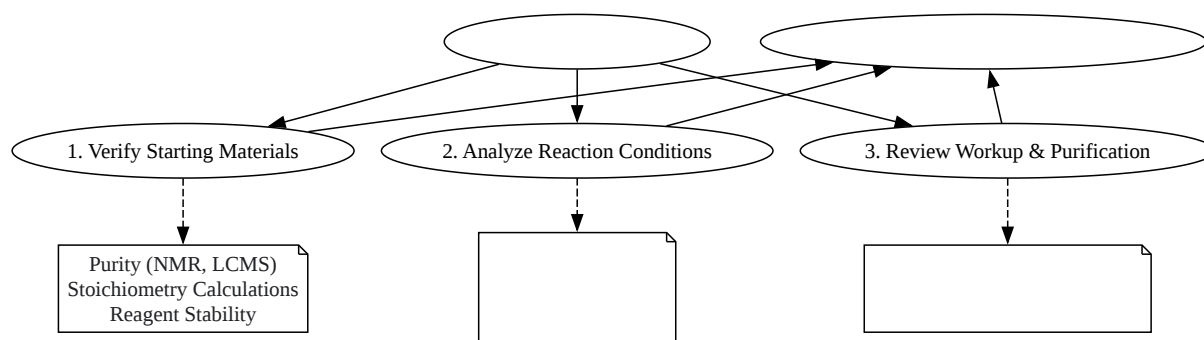 1. Verify Starting Materials
2. Analyze Reaction Conditions
3. Review Workup & Purification
Purity (NMR, LCMS)
Stoichiometry Calculations
Reagent Stability